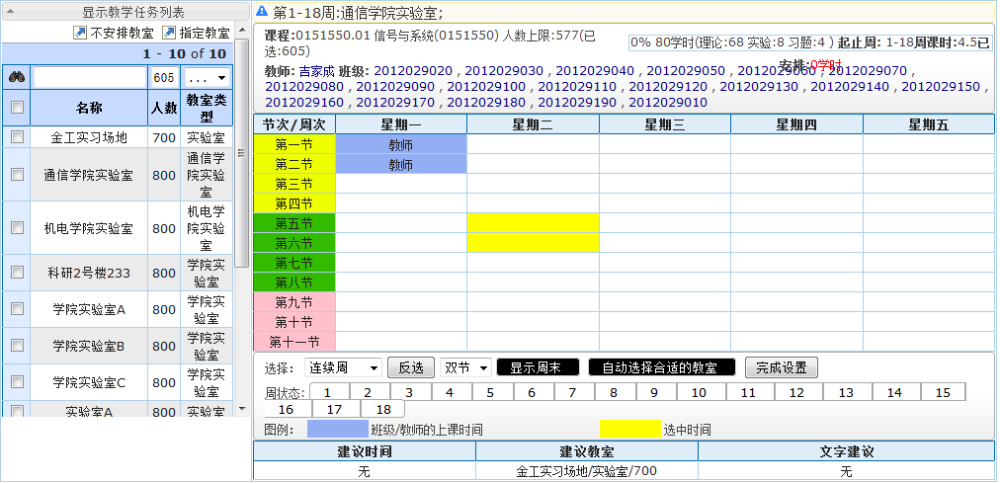 显示教学任务列表
不安排教室 指定教室
1 - 10 of 10
605 ...
名称 人数 教室类型
金工实习场地 700 实验室
通信学院实验室 800 通信学院实验室
机电学院实验室 800 机电学院实验室
科研2号楼233 800 学院实验室
学院实验室A 800 学院实验室
学院实验室B 800 学院实验室
学院实验室C 800 学院实验室
实验室A 800 实验室
第1-18周:通信学院实验室;
课程:0151550.01 信号与系统(0151550) 人数上限:577(已
选:605)
0% 80学时(理论:68 实验:8 习题:4 ) 起止周: 1-18周课时:4.5已
安排:0学时
教师: 吉家成 班级: 2012029020 , 2012029030 , 2012029040 , 2012029050 , 2012029060 , 2012029070 ,
2012029080 , 2012029090 , 2012029100 , 2012029110 , 2012029120 , 2012029130 , 2012029140 , 2012029150 ,
2012029160 , 2012029170 , 2012029180 , 2012029190 , 2012029010
节次/周次 星期一 星期二 星期三 星期四 星期五
第一节 教师
第二节 教师
第三节
第四节
第五节
第六节
第七节
第八节
第九节
第十节
第十一节
选择: 连续周 反选 双节 显示周末 自动选择合适的教室 完成设置
周状态: 1 2 3 4 5 6 7 8 9 10 11 12 13 14 15
16 17 18
图例: 班级/教师的上课时间 选中时间
建议时间 建议教室 文字建议
无 金工实习场地/实验室/700 无